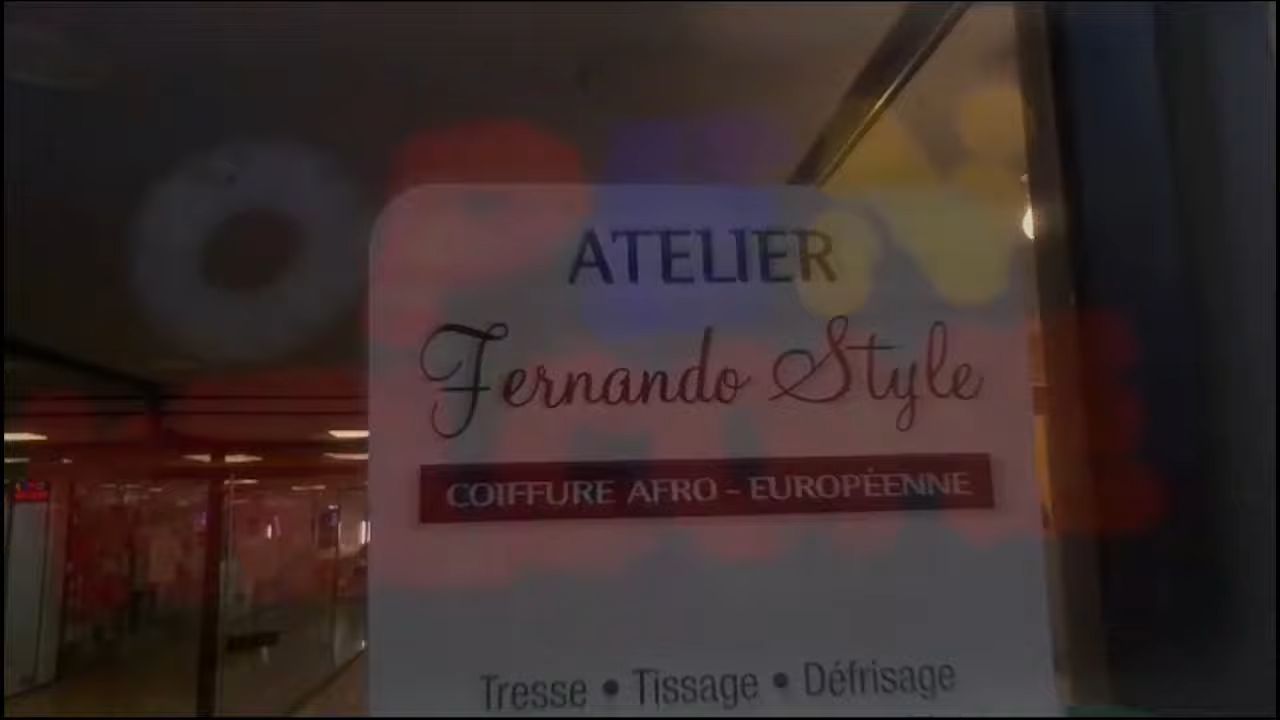 ATELIER
Fernando Style
COIFFURE AFRO - EUROPÉENNE
Tresse • Tissage • Défrisage